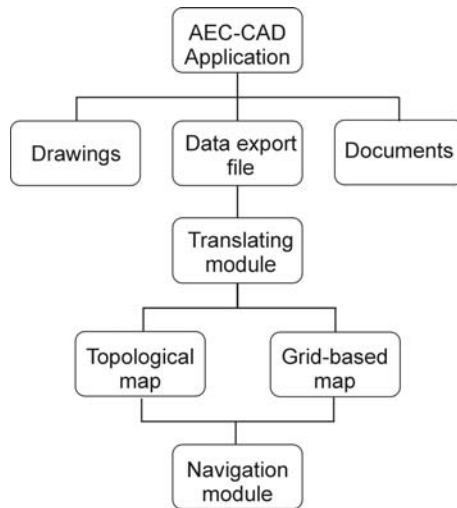 AEC-CAD
Application
Drawings
Data export
file
Documents
Translating
module
Topological
map
Grid-based
map
Navigation
module